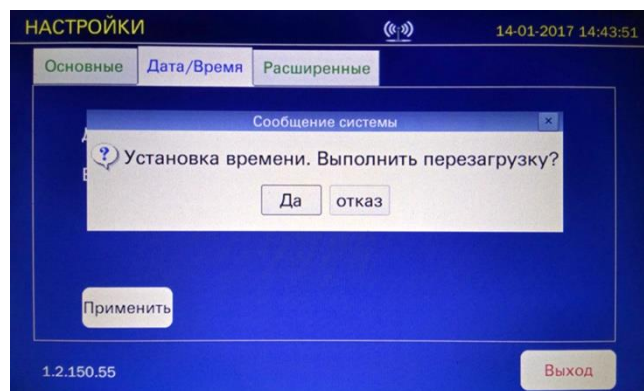 НАСТРОЙКИ
14-01-2017 14:43:51
Основные
Дата/Время
Расширенные
Сообщение системы
Установка времени. Выполнить перезагрузку?
Да
отказ
Применить
1.2.150.55
Выход